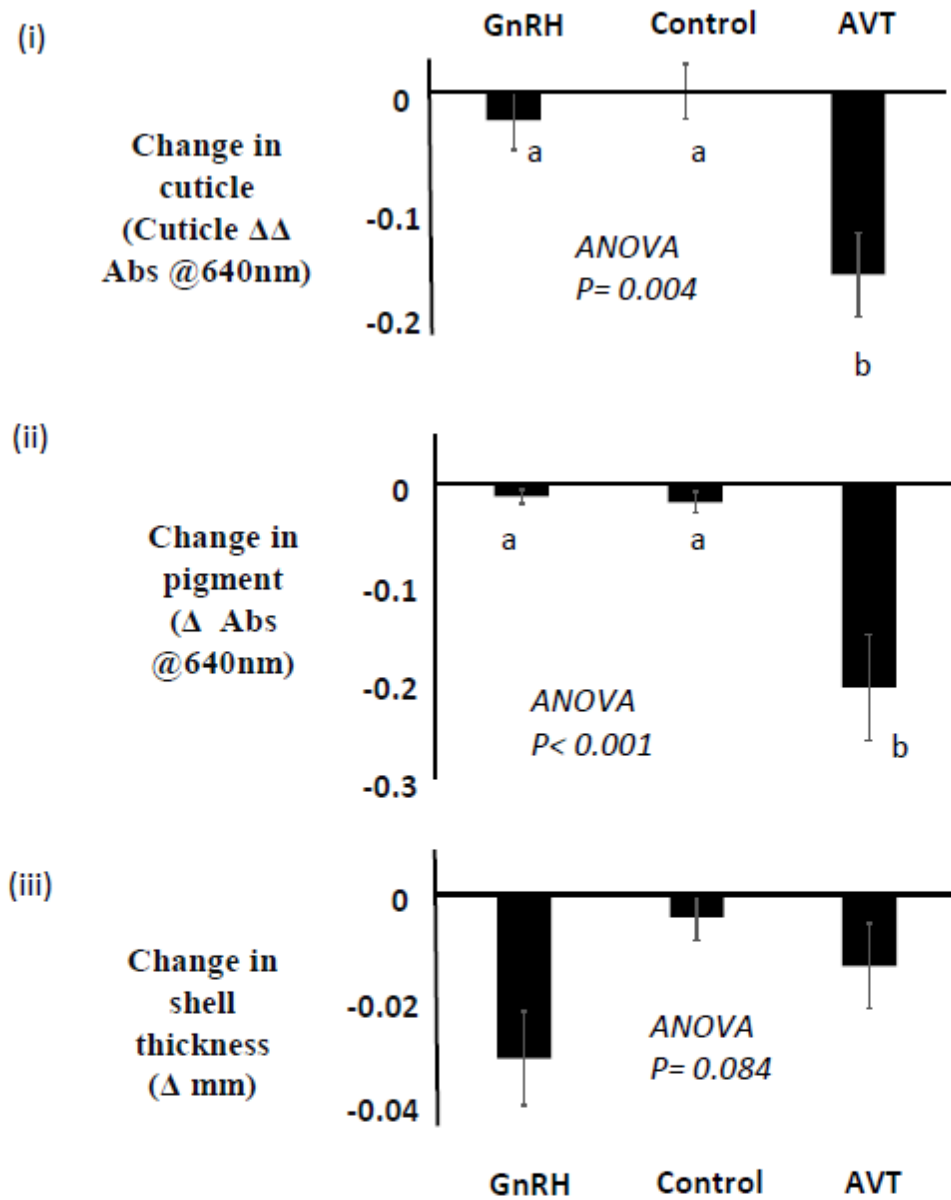 (i)
GnRH Control AVT
0
-0.1
-0.2
Change in
cuticle
(Cuticle ΔΔ
Abs @640nm)
a
a
b
ANOVA
P= 0.004
(ii)
0
-0.1
-0.2
-0.3
Change in
pigment
(Δ Abs
@640nm)
a
a
b
ANOVA
P< 0.001
(iii)
0
-0.02
-0.04
Change in
shell
thickness
(Δ mm)
ANOVA
P= 0.084
GnRH Control AVT